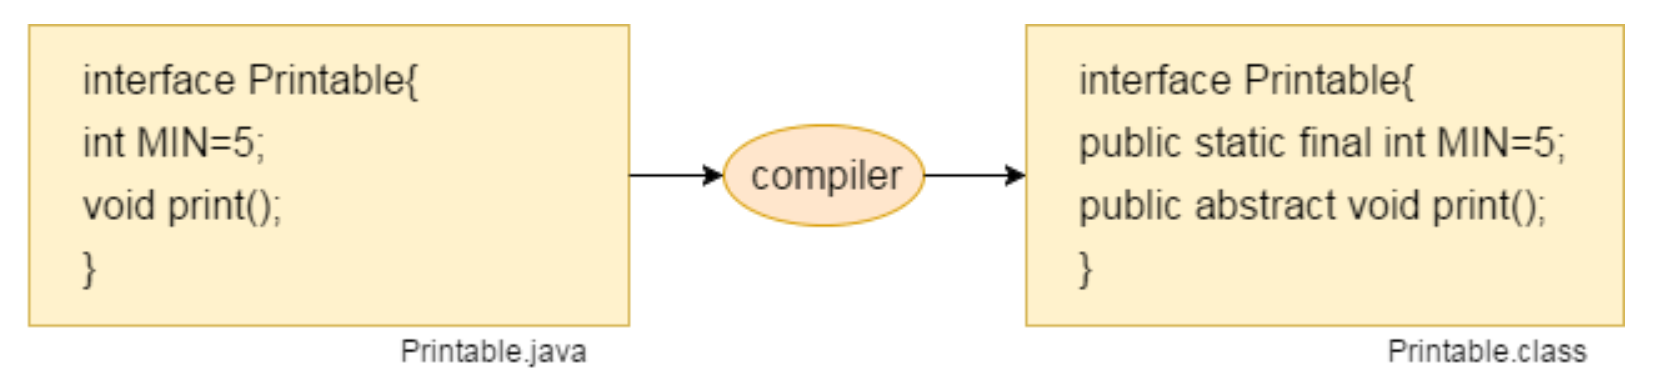 interface Printable{
int MIN=5;
void print();
}
Printable.java
compiler
interface Printable{
public static final int MIN=5;
public abstract void print();
}
Printable.class